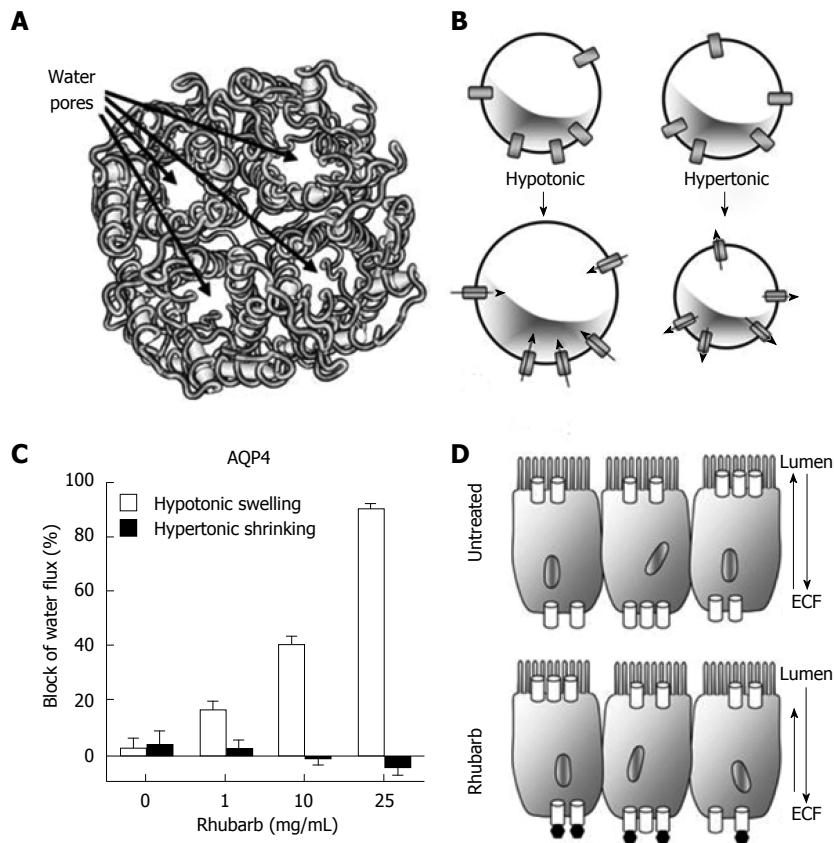 A
Water
pores
B
Hypotonic
Hypertonic
C
AQP4
Block of water flux (%)
100
80
60
40
20
0
Hypotonic swelling
Hypertonic shrinking
0
1
10
25
Rhubarb (mg/mL)
D
Untreated
Lumen
ECF
Rhubarb
Lumen
ECF